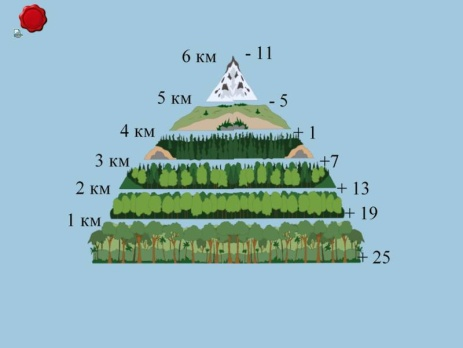 6 км - 11
5 км - 5
4 км + 1
3 км +7
2 км + 13
1 км + 19
+ 25